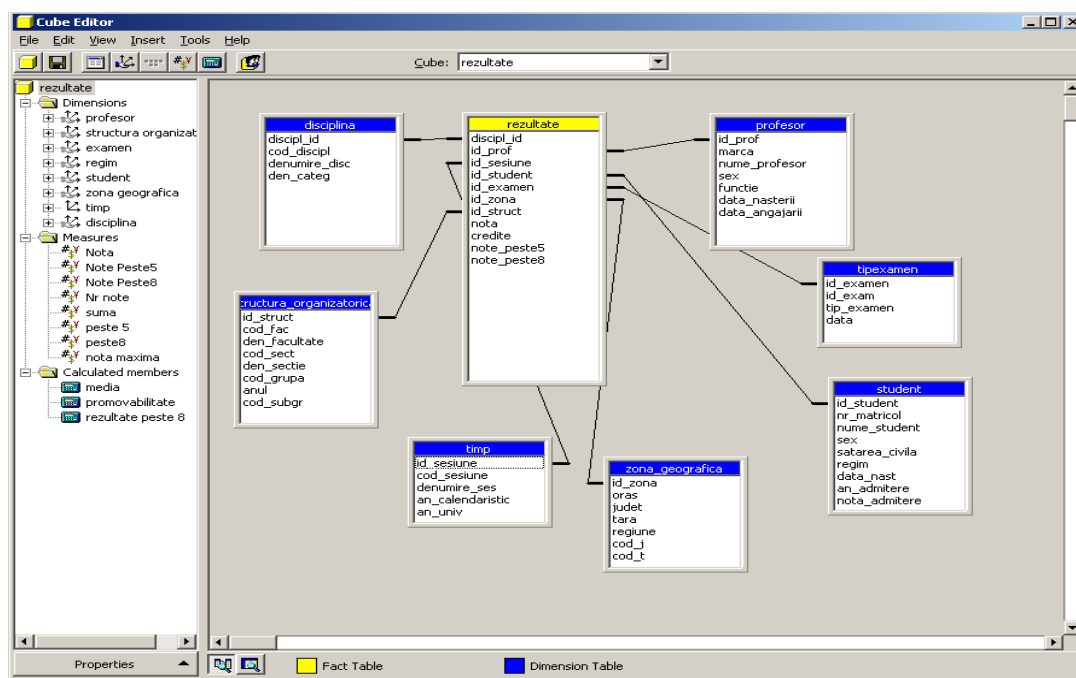 Cube Editor
File Edit View Insert Tools Help
Cube: rezultate
rezultate
Dimensions
profesor
structura organizat
examen
regim
student
zona geografica
timp
disciplina
Measures
Nota
Note Peste5
Note Peste8
Nr note
suma
peste 5
peste8
nota maxima
Calculated members
media
promovabilitate
rezultate peste 8
Properties
disciplina
discipl_id
cod_discipl
denumire_disc
den_categ
rezultate
discipl_id
id_prof
id_sesiune
id_student
id_examen
id_zona
id_struct
nota
credite
note_peste5
note_peste8
profesor
id_prof
marca
nume_profesor
sex
functie
data_nasterii
data_angajarii
tipexamen
id_examen
id_exam
tip_examen
data
ctructura_organizatorica
id_struct
cod_fac
den_facultate
cod_sect
den_sectie
cod_grupa
anul
cod_subgr
student
id_student
nr_matricol
nume_student
sex
satarea_civila
regim
data_nast
an_admitere
nota_admitere
timp
id_sesiune
cod_sesiune
denumire_ses
an_calendaristic
an_univ
zona_geografica
id_zona
oras
judet
tara
regiune
cod_j
cod_t
Fact Table
Dimension Table